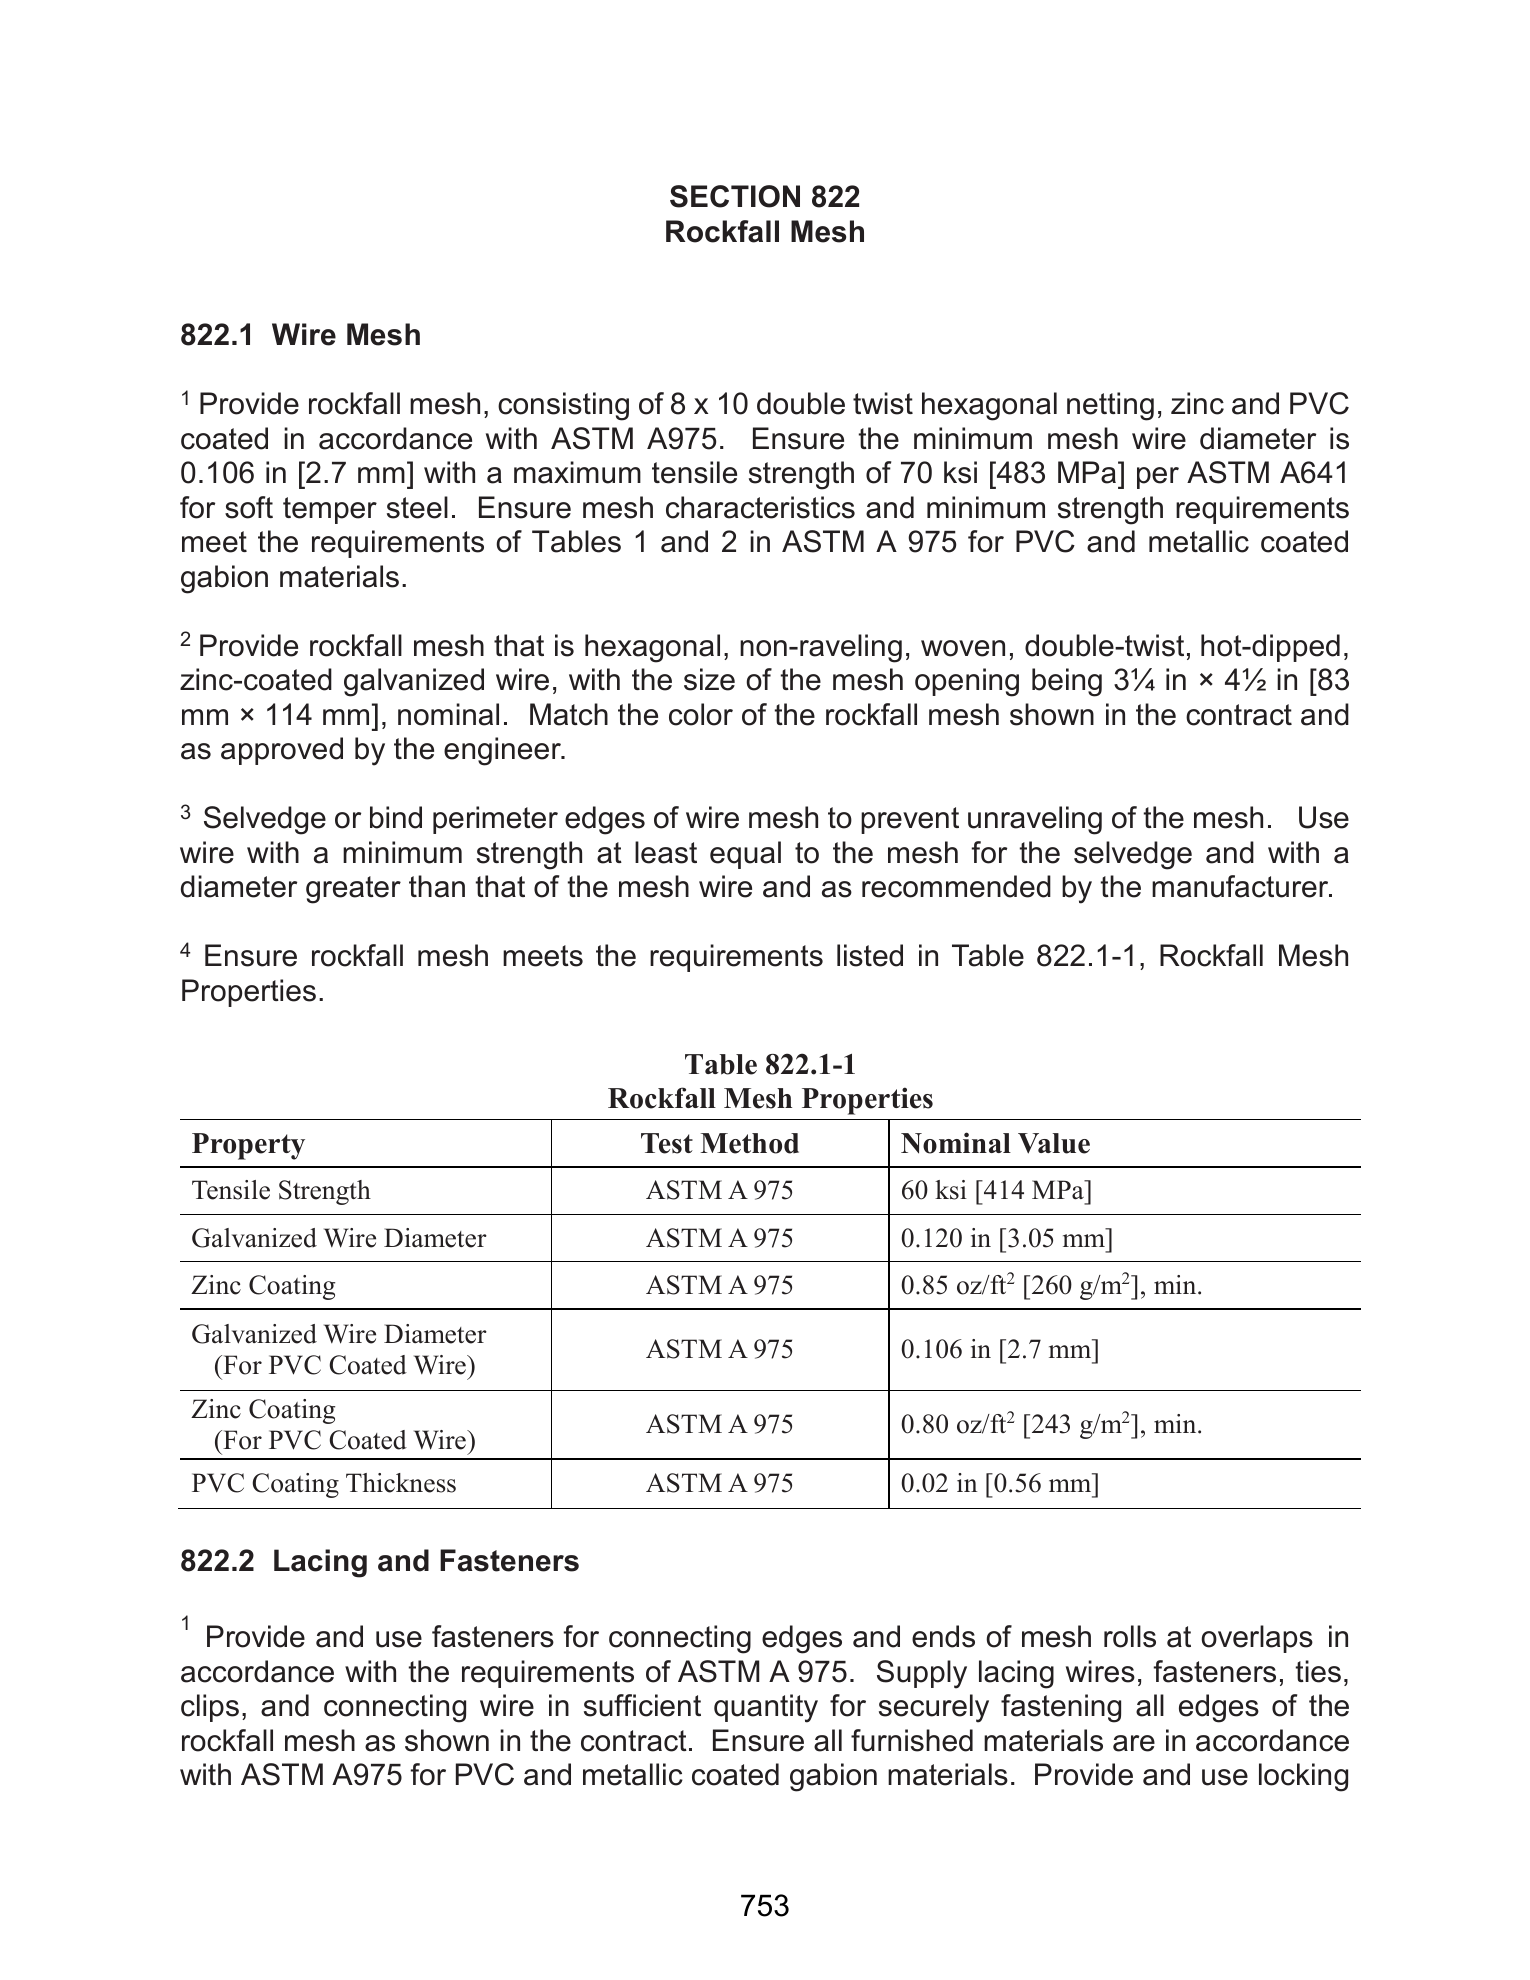 SECTION 822
Rockfall Mesh
822.1 Wire Mesh
1 Provide rockfall mesh, consisting of 8 x 10 double twist hexagonal netting, zinc and PVC
coated in accordance with ASTM A975. Ensure the minimum mesh wire diameter is
0.106 in [2.7 mm] with a maximum tensile strength of 70 ksi [483 MPa] per ASTM A641
for soft temper steel. Ensure mesh characteristics and minimum strength requirements
meet the requirements of Tables 1 and 2 in ASTM A 975 for PVC and metallic coated
gabion materials.
2 Provide rockfall mesh that is hexagonal, non-raveling, woven, double-twist, hot-dipped,
zinc-coated galvanized wire, with the size of the mesh opening being 3¼ in × 4½ in [83
mm × 114 mm], nominal. Match the color of the rockfall mesh shown in the contract and
as approved by the engineer.
3 Selvedge or bind perimeter edges of wire mesh to prevent unraveling of the mesh. Use
wire with a minimum strength at least equal to the mesh for the selvedge and with a
diameter greater than that of the mesh wire and as recommended by the manufacturer.
4 Ensure rockfall mesh meets the requirements listed in Table 822.1-1, Rockfall Mesh
Properties.
Table 822.1-1
Rockfall Mesh Properties
Property Test Method Nominal Value
Tensile Strength ASTM A 975 60 ksi [414 MPa]
Galvanized Wire Diameter ASTM A 975 0.120 in [3.05 mm]
Zinc Coating ASTM A 975 0.85 oz/ft² [260 g/m²], min.
Galvanized Wire Diameter
(For PVC Coated Wire) ASTM A 975 0.106 in [2.7 mm]
Zinc Coating
(For PVC Coated Wire) ASTM A 975 0.80 oz/ft² [243 g/m²], min.
PVC Coating Thickness ASTM A 975 0.02 in [0.56 mm]
822.2 Lacing and Fasteners
1 Provide and use fasteners for connecting edges and ends of mesh rolls at overlaps in
accordance with the requirements of ASTM A 975. Supply lacing wires, fasteners, ties,
clips, and connecting wire in sufficient quantity for securely fastening all edges of the
rockfall mesh as shown in the contract. Ensure all furnished materials are in accordance
with ASTM A975 for PVC and metallic coated gabion materials. Provide and use locking
753